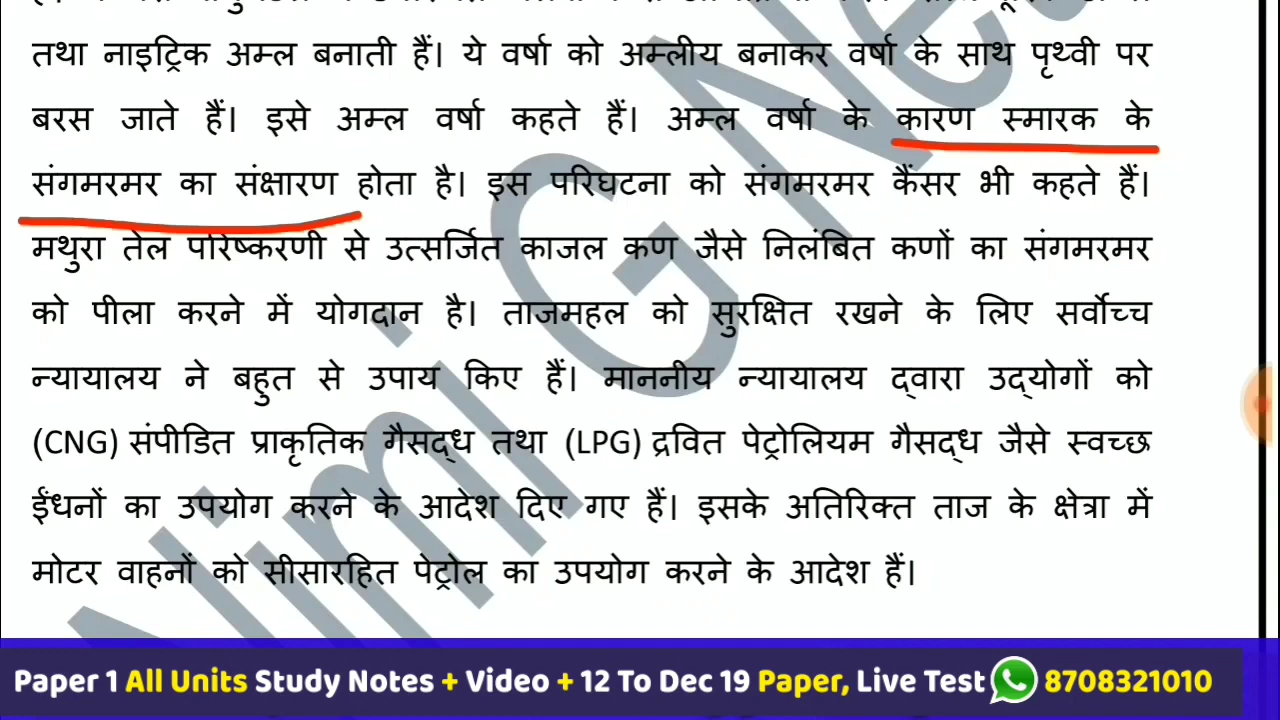 तथा नाइट्रिक अम्ल बनाती हैं। ये वर्षा को अम्लीय बनाकर वर्षा के साथ पृथ्वी पर
बरस जाते हैं। इसे अम्ल वर्षा कहते हैं। अम्ल वर्षा के कारण स्मारक के
संगमरमर का संक्षारण होता है। इस परिघटना को संगमरमर कैंसर भी कहते हैं।
मथुरा तेल परिष्करणी से उत्सर्जित काजल कण जैसे निलंबित कणों का संगमरमर
को पीला करने में योगदान है। ताजमहल को सुरक्षित रखने के लिए सर्वोच्च
न्यायालय ने बहुत से उपाय किए हैं। माननीय न्यायालय द्वारा उद्योगों को
(CNG) संपीडित प्राकृतिक गैसद्ध तथा (LPG) द्रवित पेट्रोलियम गैसद्ध जैसे स्वच्छ
ईंधनों का उपयोग करने के आदेश दिए गए हैं। इसके अतिरिक्त ताज के क्षेत्रा में
मोटर वाहनों को सीसारहित पेट्रोल का उपयोग करने के आदेश हैं।
Paper 1 All Units Study Notes + Video + 12 To Dec 19 Paper, Live Test 8708321010